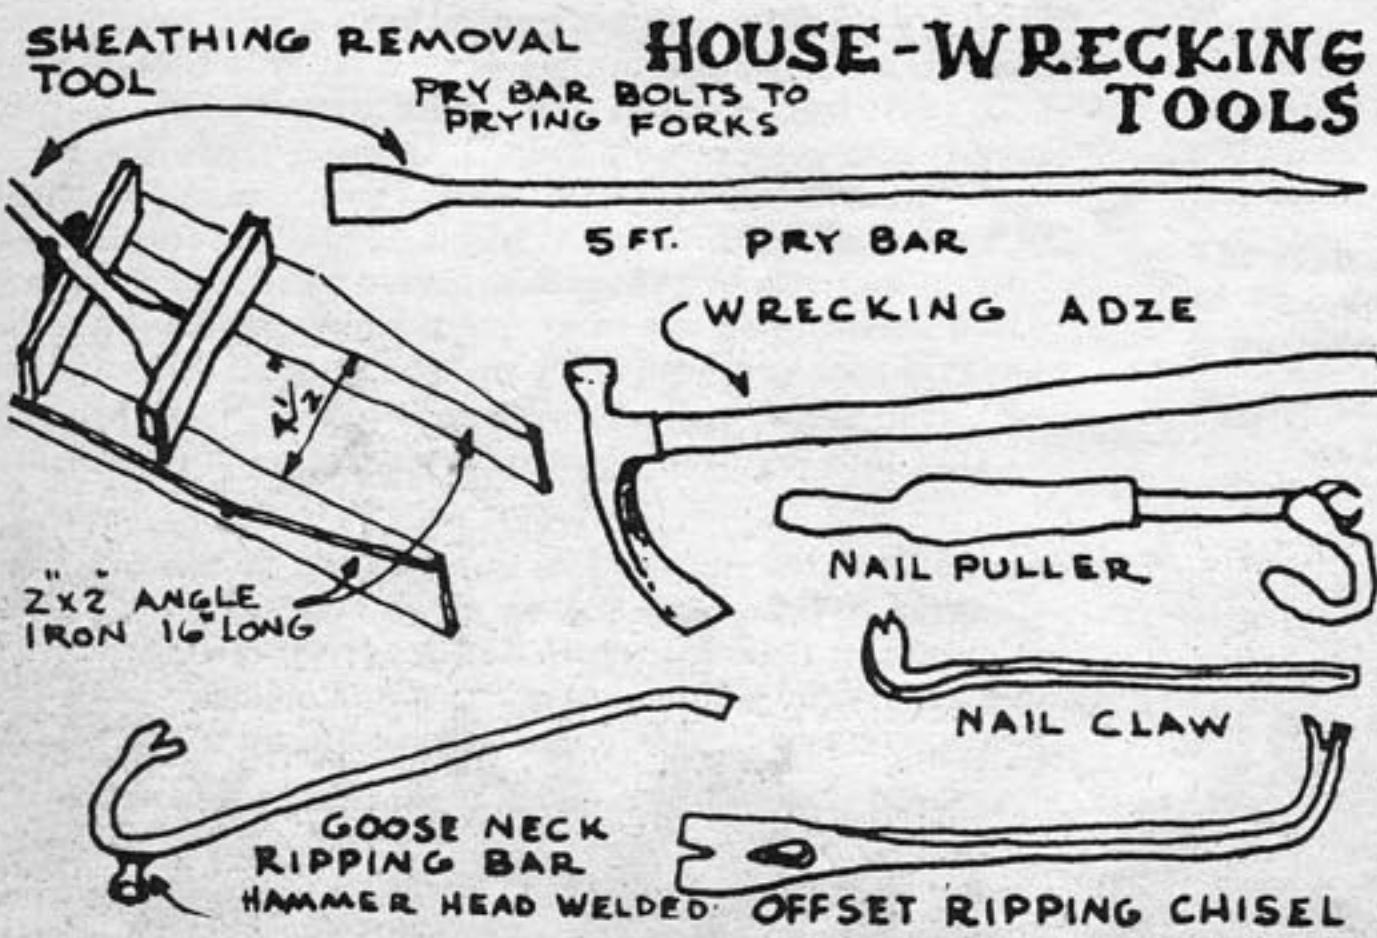 SHEATHING REMOVAL
TOOL
HOUSE-WRECKING
TOOLS
PRY BAR BOLTS TO
PRYING FORKS
5 FT. PRY BAR
WRECKING ADZE
NAIL PULLER
2"x2" ANGLE
IRON 16" LONG
NAIL CLAW
GOOSE NECK
RIPPING BAR
HAMMER HEAD WELDED
OFFSET RIPPING CHISEL